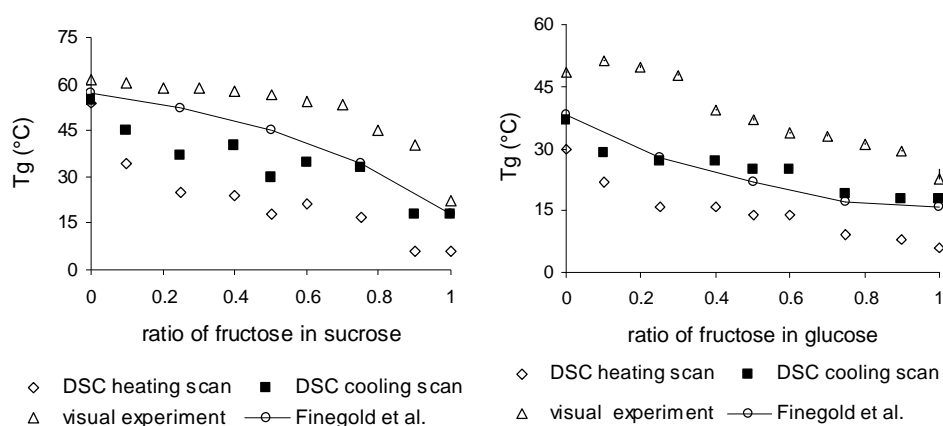 75
60
45
30
15
0
Tg (°C)
0 0.2 0.4 0.6 0.8 1
ratio of fructose in sucrose
DSC heating scan DSC cooling scan
visual experiment Finegold et al.
60
45
30
15
0
Tg (°C)
0 0.2 0.4 0.6 0.8 1
ratio of fructose in glucose
DSC heating scan DSC cooling scan
visual experiment Finegold et al.